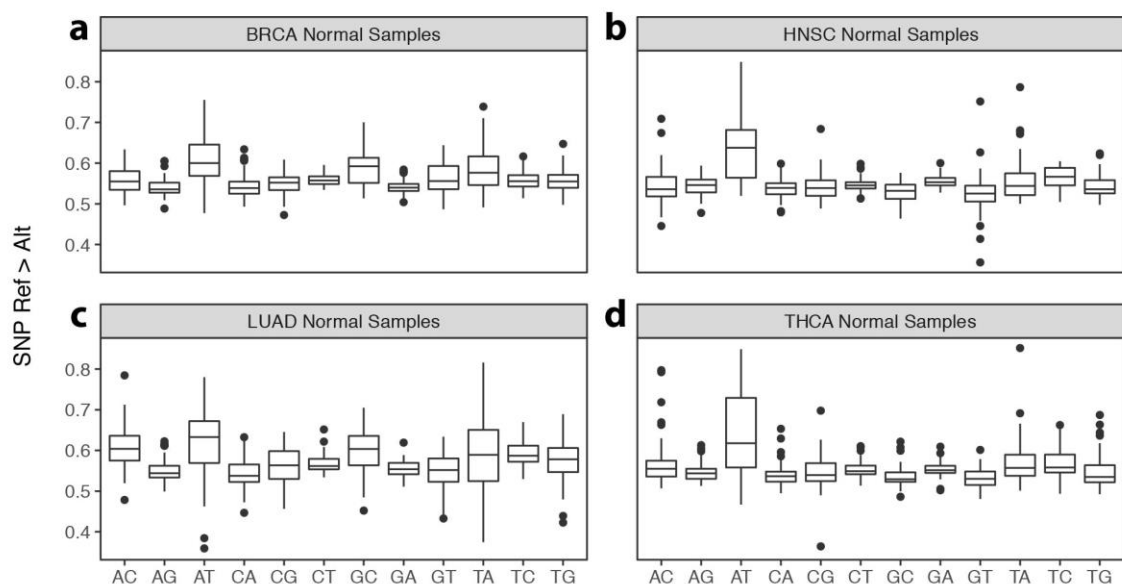 a
BRCA Normal Samples
b
HNSC Normal Samples
0.8
0.7
0.6
0.5
0.4
SNP Ref > Alt
c
LUAD Normal Samples
d
THCA Normal Samples
0.8
0.7
0.6
0.5
0.4
AC AG AT CA CG CT GC GA GT TA TC TG
AC AG AT CA CG CT GC GA GT TA TC TG